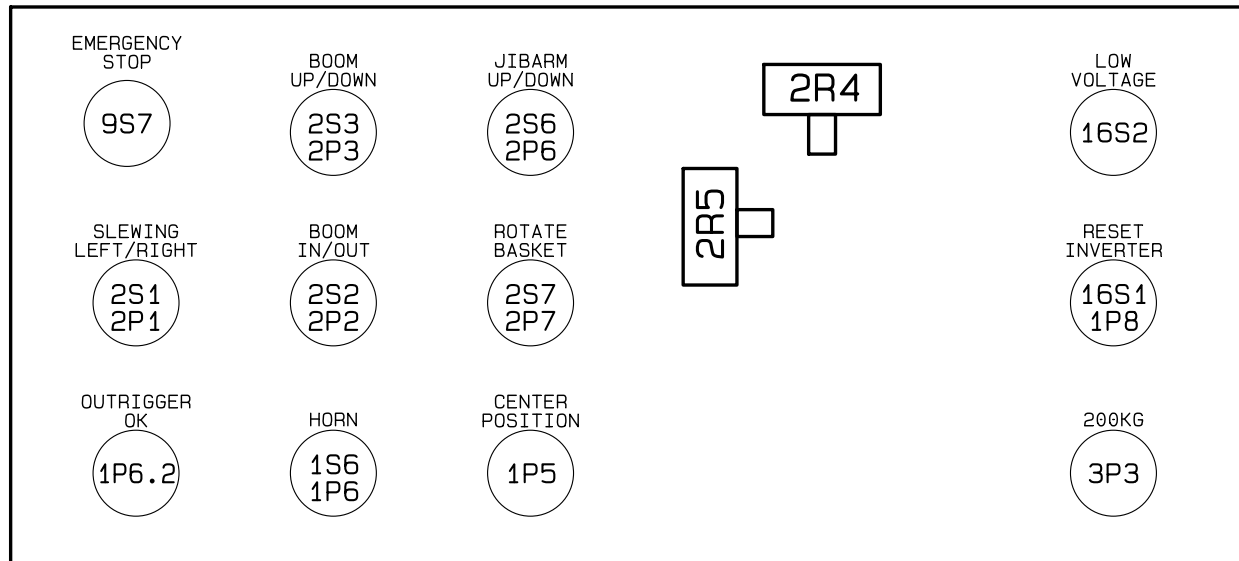 EMERGENCY
STOP
9S7
BOOM
UP/DOWN
2S3
2P3
JIBARM
UP/DOWN
2S6
2P6
2R4
LOW
VOLTAGE
16S2
2R5
SLEWING
LEFT/RIGHT
2S1
2P1
BOOM
IN/OUT
2S2
2P2
ROTATE
BASKET
2S7
2P7
RESET
INVERTER
16S1
1P8
OUTRIGGER
OK
1P6.2
HORN
1S6
1P6
CENTER
POSITION
1P5
200KG
3P3